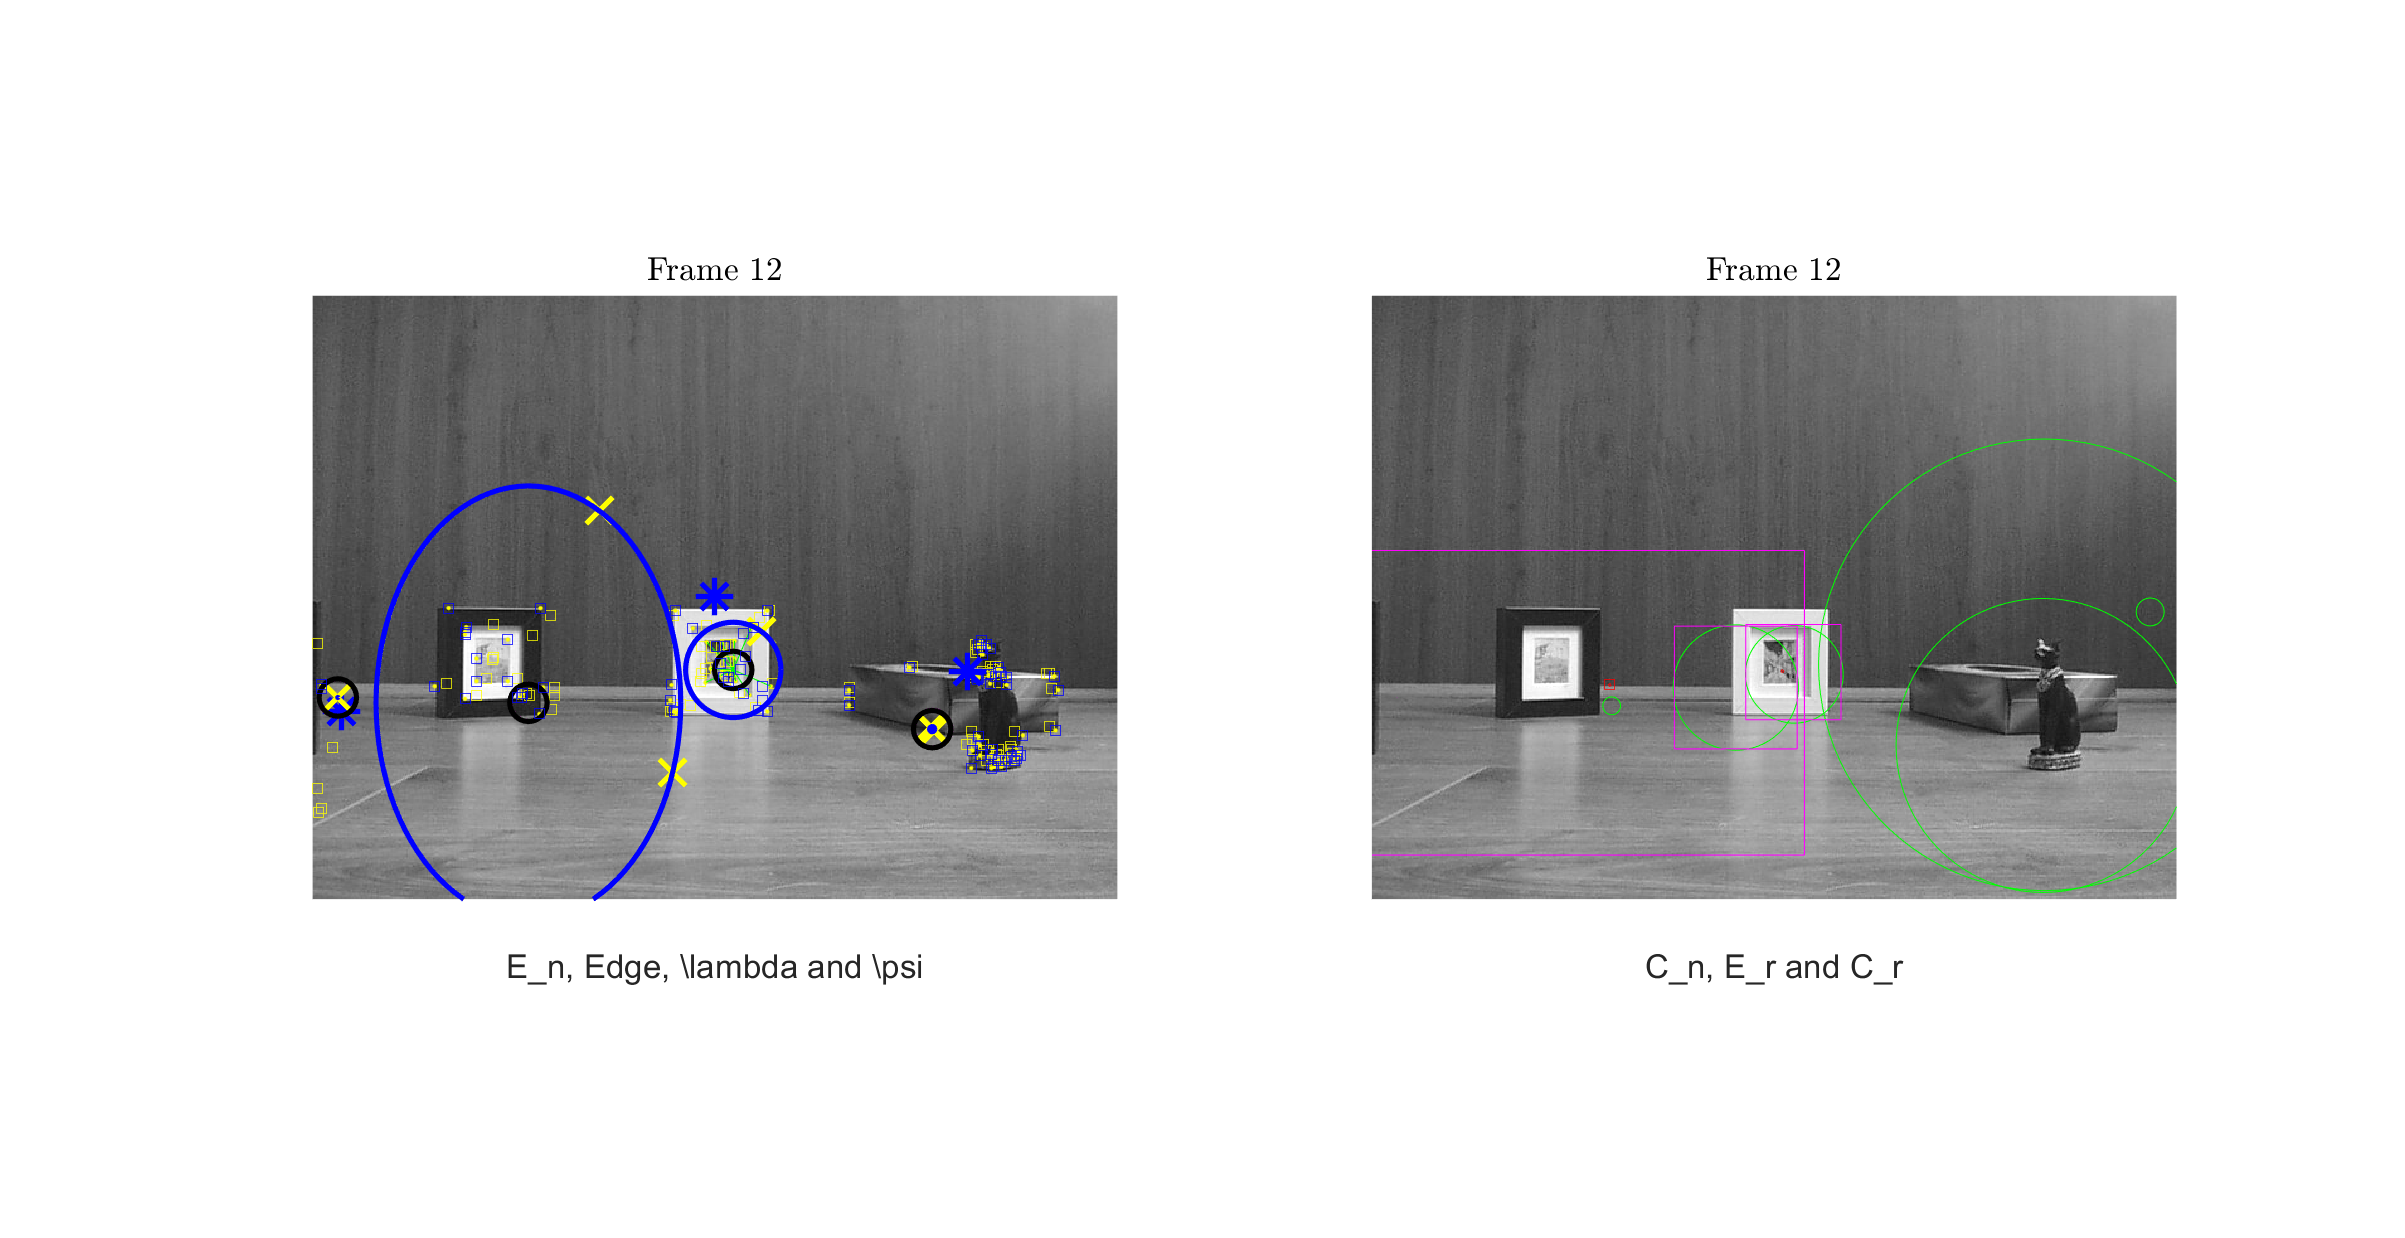 Frame 12
Frame 12
E_n, Edge, \lambda and \psi
C_n, E_r and C_r